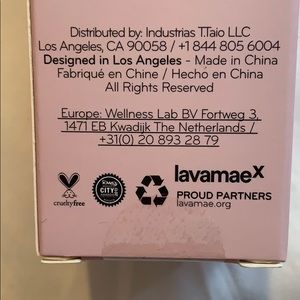 Distributed by: Industrias T.Taio LLC
Los Angeles, CA 90058 / +1 844 805 6004
Designed in Los Angeles - Made in China
Fabriqué en Chine / Hecho en China
All Rights Reserved
Europe: Wellness Lab BV Fortweg 3,
1471 EB Kwadijk The Netherlands /
+31(0) 20 893 28 79
crueltyfree
CITY
lavamaeX
PROUD PARTNERS
lavamae.org